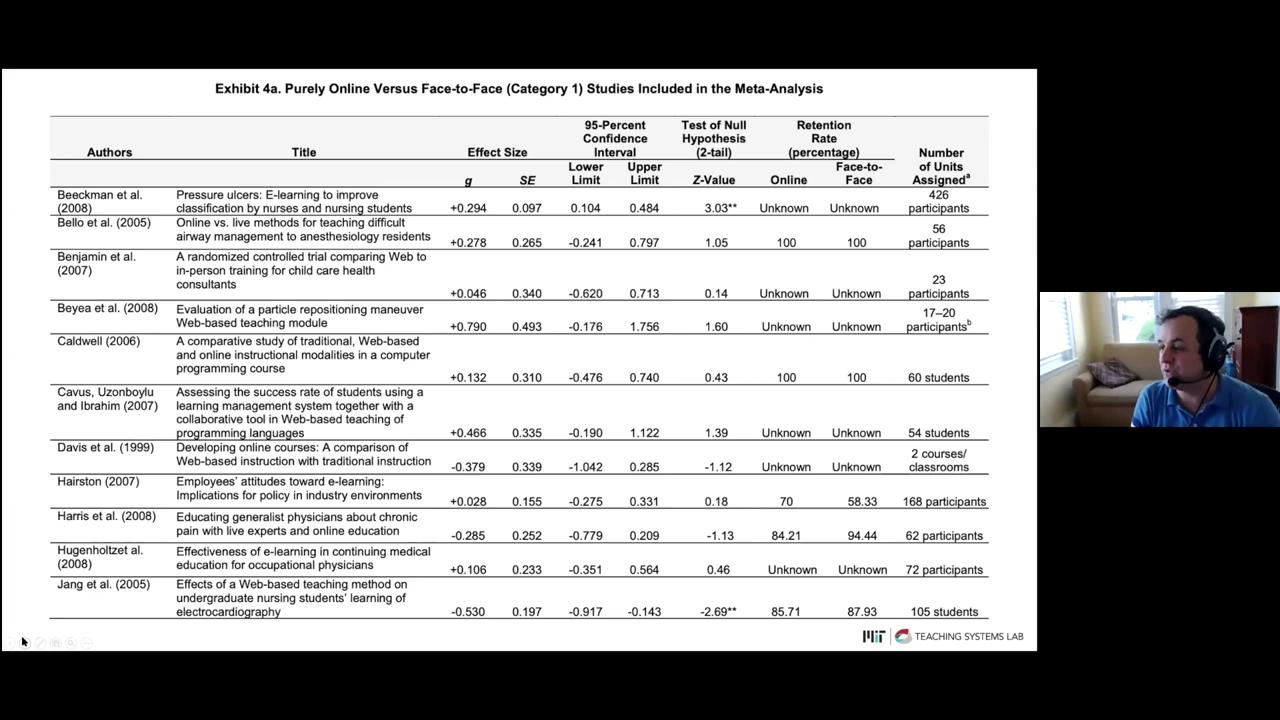 Exhibit 4a. Purely Online Versus Face-to-Face (Category 1) Studies Included in the Meta-Analysis
Authors Title Effect Size 95-Percent Confidence Interval Test of Null Hypothesis (2-tail) Retention Rate (percentage) Number of Units Assignedᵃ
g SE Lower Limit Upper Limit Z-Value Online Face-to-Face
Beeckman et al. (2008) Pressure ulcers: E-learning to improve classification by nurses and nursing students +0.294 0.097 0.104 0.484 3.03** Unknown Unknown 426 participants
Bello et al. (2005) Online vs. live methods for teaching difficult airway management to anesthesiology residents +0.278 0.265 -0.241 0.797 1.05 100 100 56 participants
Benjamin et al. (2007) A randomized controlled trial comparing Web to in-person training for child care health consultants +0.046 0.340 -0.620 0.713 0.14 Unknown Unknown 23 participants
Beyea et al. (2008) Evaluation of a particle repositioning maneuver Web-based teaching module +0.790 0.493 -0.176 1.756 1.60 Unknown Unknown 17–20 participantsᵇ
Caldwell (2006) A comparative study of traditional, Web-based and online instructional modalities in a computer programming course +0.132 0.310 -0.476 0.740 0.43 100 100 60 students
Cavus, Uzonboylu and Ibrahim (2007) Assessing the success rate of students using a learning management system together with a collaborative tool in Web-based teaching of programming languages +0.466 0.335 -0.190 1.122 1.39 Unknown Unknown 54 students
Davis et al. (1999) Developing online courses: A comparison of Web-based instruction with traditional instruction -0.379 0.339 -1.042 0.285 -1.12 Unknown Unknown 2 courses/ classrooms
Hairston (2007) Employees' attitudes toward e-learning: Implications for policy in industry environments +0.028 0.155 -0.275 0.331 0.18 70 58.33 168 participants
Harris et al. (2008) Educating generalist physicians about chronic pain with live experts and online education -0.285 0.252 -0.779 0.209 -1.13 84.21 94.44 62 participants
Hugenholtzet al. (2008) Effectiveness of e-learning in continuing medical education for occupational physicians +0.106 0.233 -0.351 0.564 0.46 Unknown Unknown 72 participants
Jang et al. (2005) Effects of a Web-based teaching method on undergraduate nursing students' learning of electrocardiography -0.530 0.197 -0.917 -0.143 -2.69** 85.71 87.93 105 students
MIT TEACHING SYSTEMS LAB